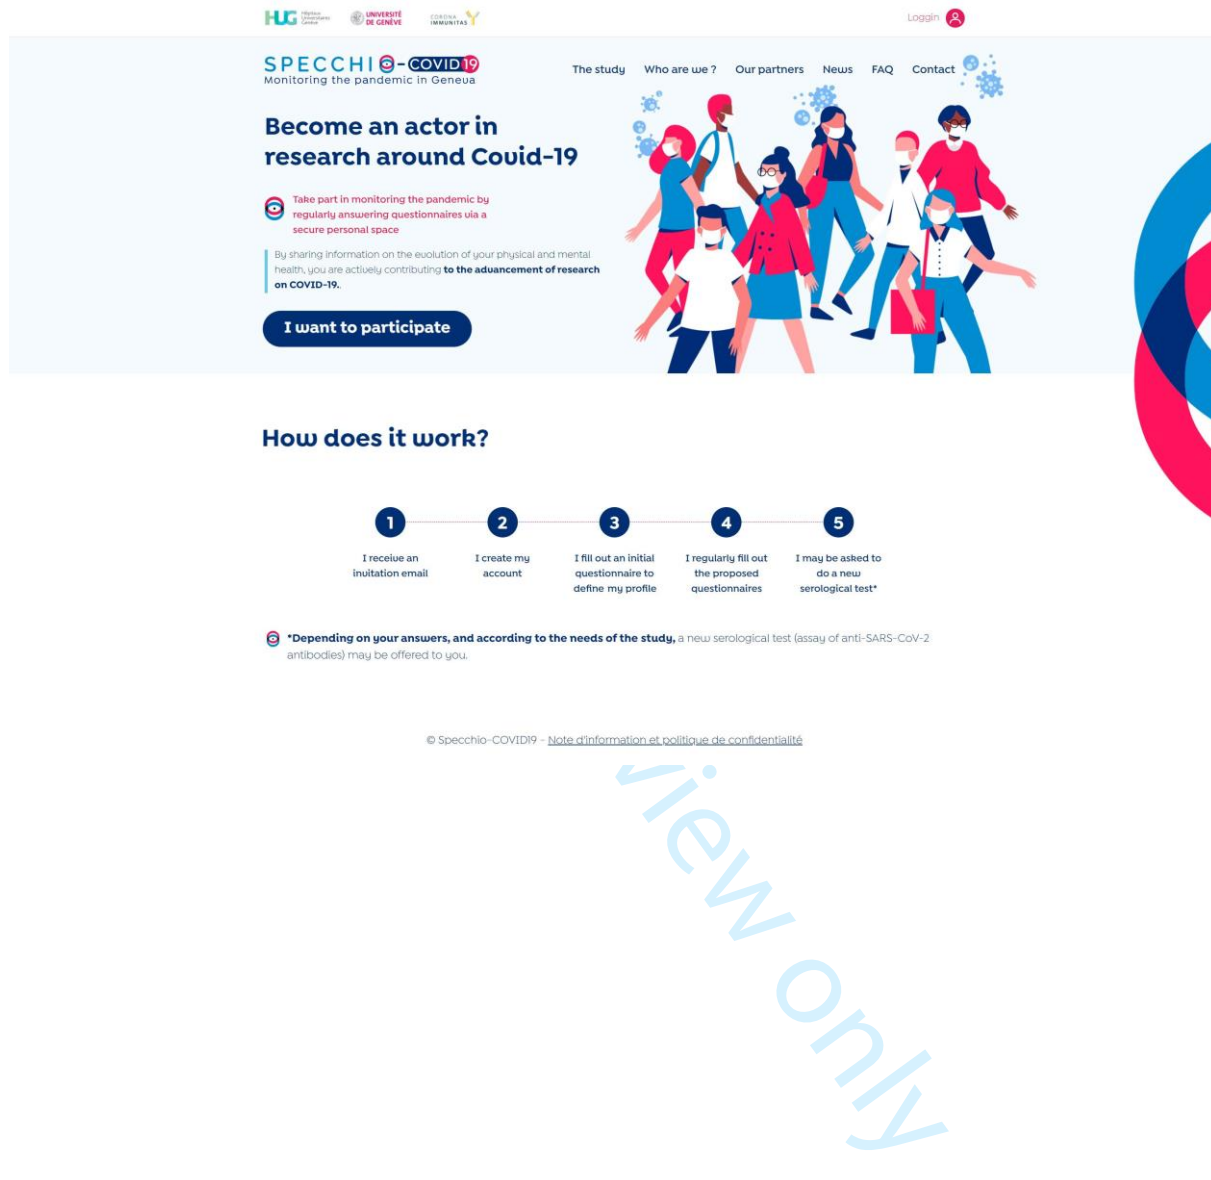 HUG Hôpitaux
Universitaires
Genève
UNIVERSITÉ
DE GENÈVE
CORONA
IMMUNITAS
Loggin
SPECCHIO-COVID19
Monitoring the pandemic in Geneva
The study Who are we ? Our partners News FAQ Contact
Become an actor in
research around Covid-19
Take part in monitoring the pandemic by
regularly answering questionnaires via a
secure personal space
By sharing information on the evolution of your physical and mental
health, you are actively contributing to the advancement of research
on COVID-19.
I want to participate
How does it work?
1 2 3 4 5
I receive an
invitation email
I create my
account
I fill out an initial
questionnaire to
define my profile
I regularly fill out
the proposed
questionnaires
I may be asked to
do a new
serological test*
*Depending on your answers, and according to the needs of the study, a new serological test (assay of anti-SARS-CoV-2
antibodies) may be offered to you.
© Specchio-COVID19 - Note d'information et politique de confidentialité
view only